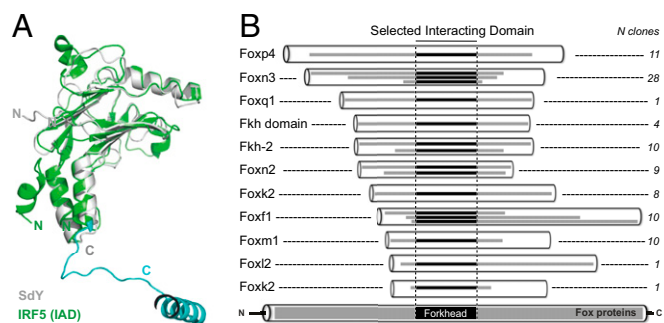 A
N
N
N
C
C
SdY
IRF5 (IAD)
B
Selected Interacting Domain
N clones
Foxp4 11
Foxn3 28
Foxq1 1
Fkh domain 4
Fkh-2 10
Foxn2 9
Foxk2 8
Foxf1 10
Foxm1 10
Foxl2 1
Foxk2 1
N Forkhead Fox proteins C